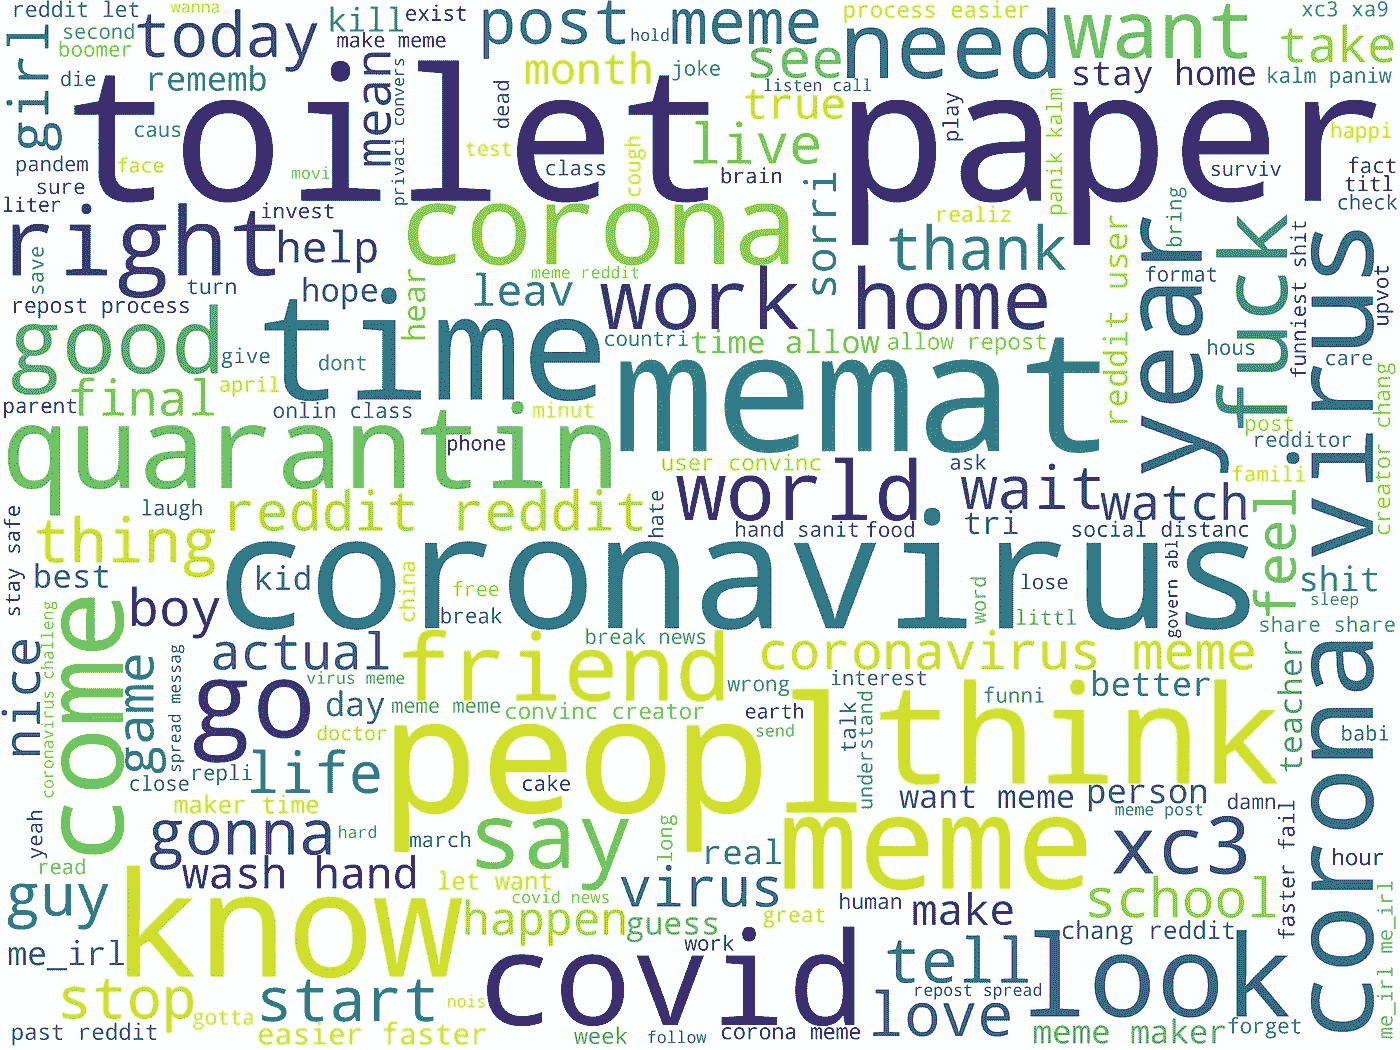 reddit let
wanna
second
boomer
today
kill
exist
make meme
post
hold
meme
process easier
need
want
xc3 xa9
take
girl
die
rememb
mean
privaci convers
dead
month
joke
see
listen call
true
stay home
kalm paniw
toilet paper
caus
pandem
face
sure
movi
test
class
cough
live
brain
play
panik kalm
surviv
happi
fact
titl
check
liter
right
invest
help
save
turn
hope
repost process
corona
hear
meme reddit
leav
sorri
realiz
thank
work home
reddit user
year
bring
format
fuck
funniest shit
upvot
corona virus
good
give
april
dont
time
countri
time allow
allow repost
hous
care
final
parent
onlin class
minut
memat
post
redditor
creator chang
quarantin
phone
user convinc
ask
world
wait
watch
famili
laugh
reddit reddit
hate
hand sanit
food
tri
social distanc
feel
stay safe
thing
best
boy
kid
coronavirus
china
free
break
word
lose
littl
govern abl
shit
sleep
share share
nice
coronavirus challeng
come
game
spread messag
actual
virus meme
friend
break news
coronavirus meme
go
day
meme meme
doctor
convinc creator
wrong
earth
send
interest
talk
understand
funni
better
teacher
babi
close
repli
life
peopl
cake
think
maker time
want meme
person
meme post
damn
yeah
gonna
hard
march
say
long
real
meme
xc3
faster fail
hour
read
wash hand
let want
covid news
virus
great
human
make
school
guy
know
happen
guess
work
chang reddit
me_irl
covid
tell
repost spread
look
me_irl me_irl
stop
gotta
start
nois
past reddit
easier faster
week
follow
corona meme
love
meme maker
forget